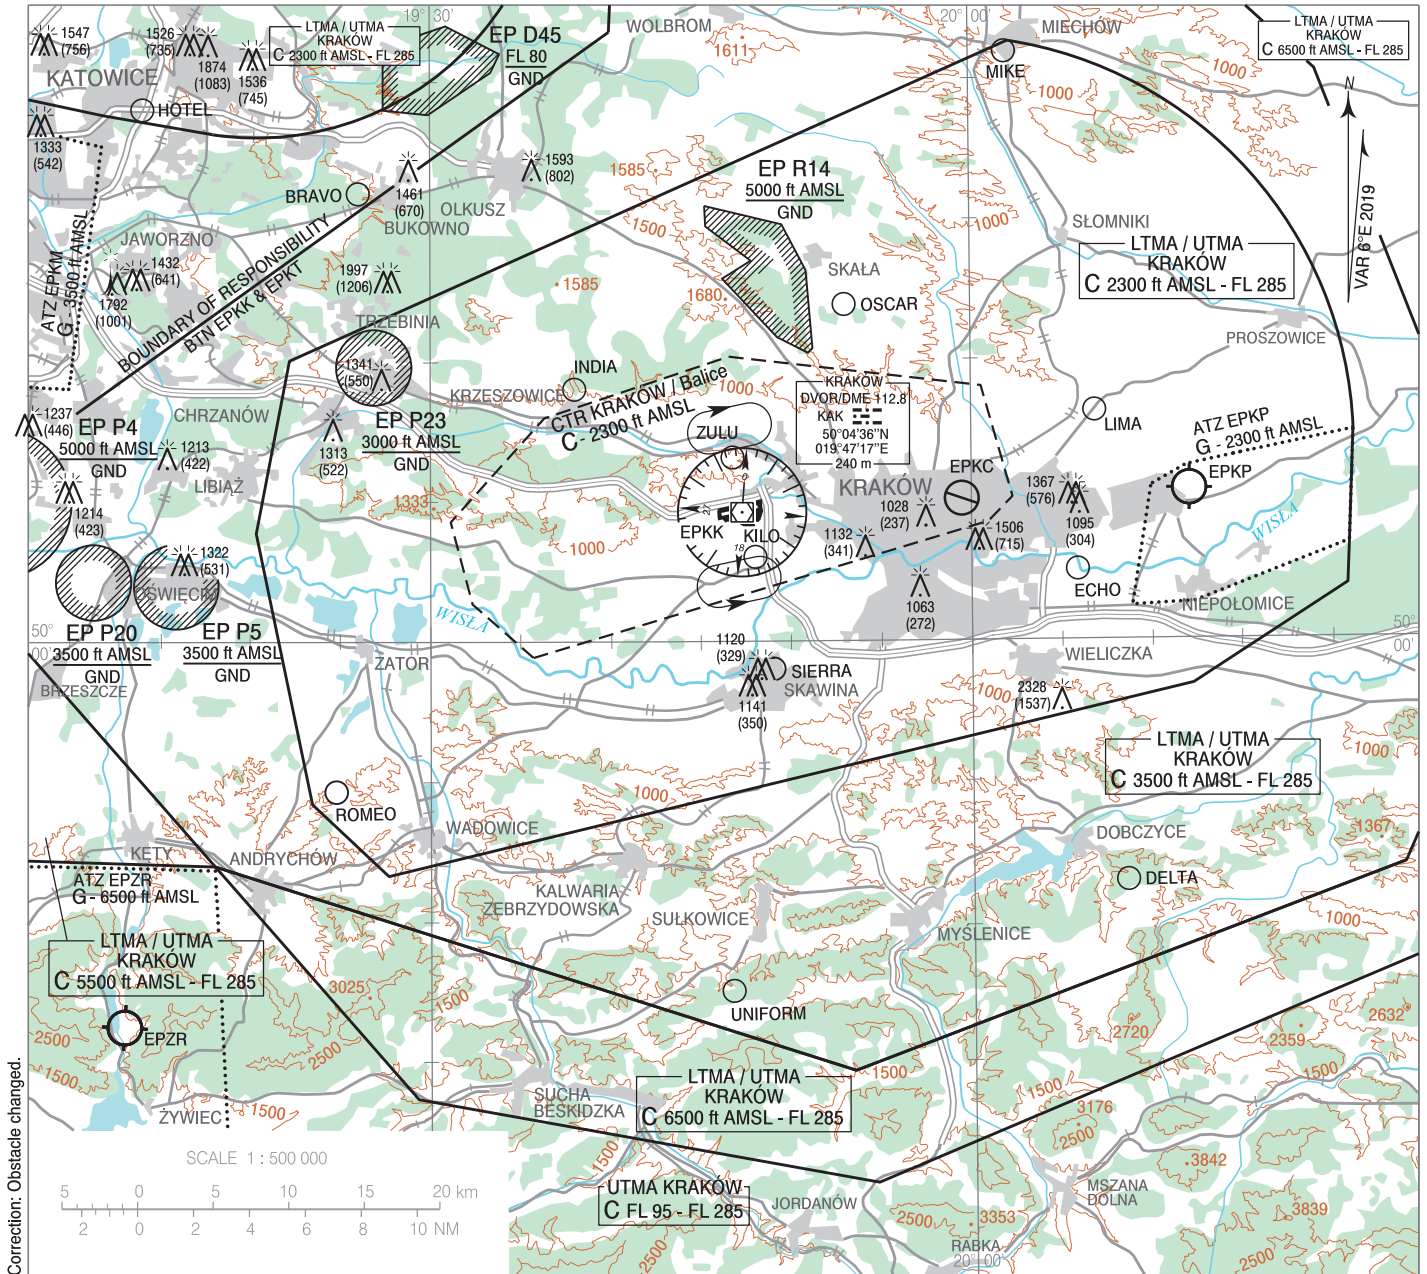 19° 30'
20° 00'
1547
(756)
1526
(735)
1874
(1083)
1536
(745)
LTMA / UTMA
KRAKÓW
C 2300 ft AMSL - FL 285
EP D45
FL 80
GND
WOLBROM
1611
MIECHÓW
MIKE
LTMA / UTMA
KRAKÓW
C 6500 ft AMSL - FL 285
1000
1000
N
VAR 6°E 2019
KATOWICE
HOTEL
1333
(542)
BRAVO
1461
(670)
1593
(802)
OLKUSZ
BUKOWNO
1585
1500
EP R14
5000 ft AMSL
GND
1000
SŁOMNIKI
JAWORZNO
ATZ EPKM
G - 3500 ft AMSL
1432
(641)
1792
(1001)
BOUNDARY OF RESPONSIBILITY
BTN EPKK & EPKT
1997
(1206)
1585
1680
SKAŁA
OSCAR
LTMA / UTMA
KRAKÓW
C 2300 ft AMSL - FL 285
TRZEBINIA
PROSZOWICE
1341
(550)
INDIA
KRZESZOWICE
CTR KRAKÓW / Balice
C - 2300 ft AMSL
1000
KRAKÓW
DVOR/DME 112.8
KAK
50°04'36"N
019°47'17"E
240 m
LIMA
ATZ EPKP
G - 2300 ft AMSL
EPKP
1237
(446)
EP P4
5000 ft AMSL
GND
CHRZANÓW
1213
(422)
LIBIĄŻ
1313
(522)
EP P23
3000 ft AMSL
GND
ZULU
EPKC
KRAKÓW
1367
(576)
1095
(304)
1028
(237)
1214
(423)
1333
1000
EPKK
KILO
18
1132
(341)
1506
(715)
WISŁA
1322
(531)
OŚWIĘCIM
WISŁA
1063
(272)
ECHO
NIEPOŁOMICE
EP P20
3500 ft AMSL
GND
EP P5
3500 ft AMSL
GND
50°
00'
50°
00'
BRZESZCZE
ZATOR
1120
(329)
SIERRA
SKAWINA
1141
(350)
WIELICZKA
2328
(1537)
1000
LTMA / UTMA
KRAKÓW
C 3500 ft AMSL - FL 285
1000
ROMEO
1000
WADOWICE
DOBCZYCE
1367
KĘTY
ANDRYCHÓW
ATZ EPZR
G - 6500 ft AMSL
KALWARIA
ZEBRZYDOWSKA
SUŁKOWICE
DELTA
MYŚLENICE
1000
LTMA / UTMA
KRAKÓW
C 5500 ft AMSL - FL 285
3025
1500
UNIFORM
2720
2632
2359
2500
EPZR
2500
1500
1500
1500
1500
1500
ŻYWIEC
SUCHA
BESKIDZKA
LTMA / UTMA
KRAKÓW
C 6500 ft AMSL - FL 285
3176
2500
3842
SCALE 1 : 500 000
5 0 5 10 15 20 km
2 0 2 4 6 8 10 NM
1500
UTMA KRAKÓW
C FL 95 - FL 285
JORDANÓW
MSZANA
DOLNA
2500
3353
3839
2500
RABKA
20° 00'
2500
Correction: Obstacle changed.